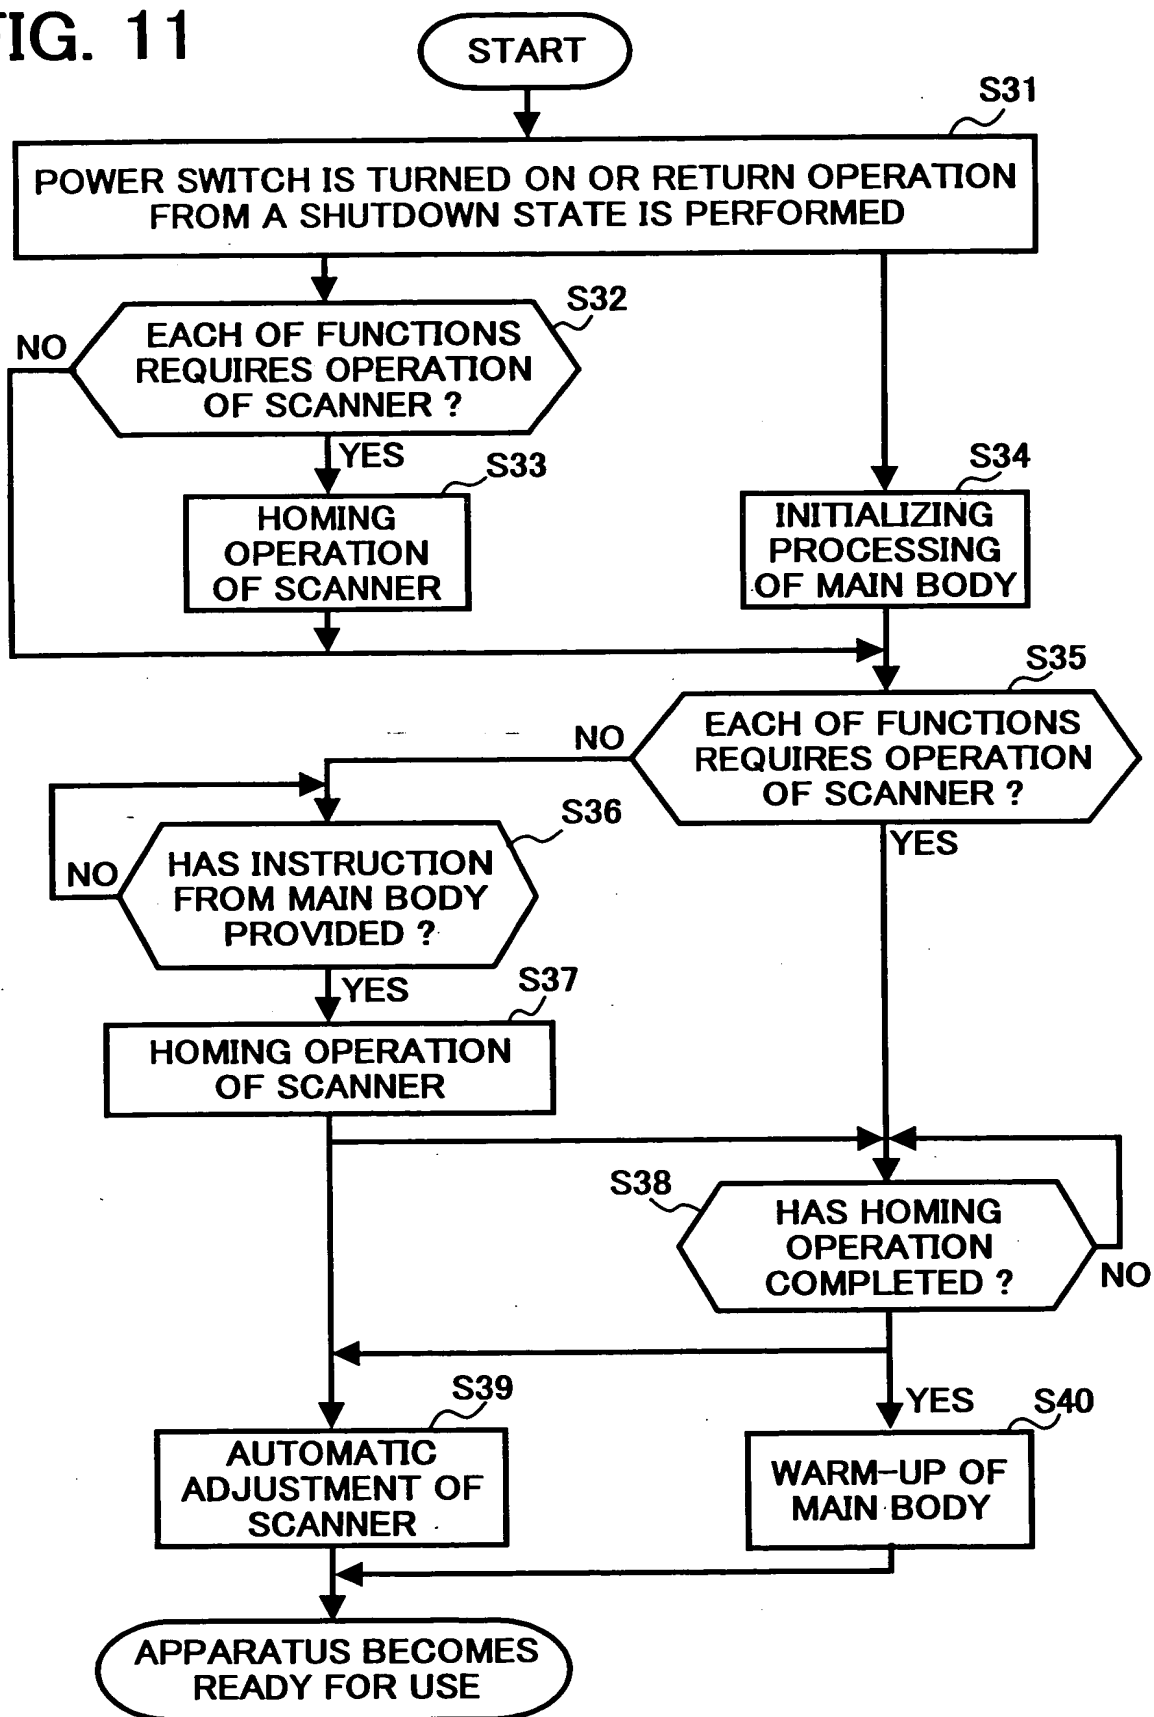 FIG. 11
START
S31
POWER SWITCH IS TURNED ON OR RETURN OPERATION
FROM A SHUTDOWN STATE IS PERFORMED
S32
EACH OF FUNCTIONS
REQUIRES OPERATION
OF SCANNER ?
NO
YES
S33
HOMING
OPERATION
OF SCANNER
S34
INITIALIZING
PROCESSING
OF MAIN BODY
S35
EACH OF FUNCTIONS
REQUIRES OPERATION
OF SCANNER ?
NO
YES
S36
HAS INSTRUCTION
FROM MAIN BODY
PROVIDED ?
NO
YES
S37
HOMING OPERATION
OF SCANNER
S38
HAS HOMING
OPERATION
COMPLETED ?
NO
YES
S39
AUTOMATIC
ADJUSTMENT OF
SCANNER
S40
WARM-UP OF
MAIN BODY
APPARATUS BECOMES
READY FOR USE